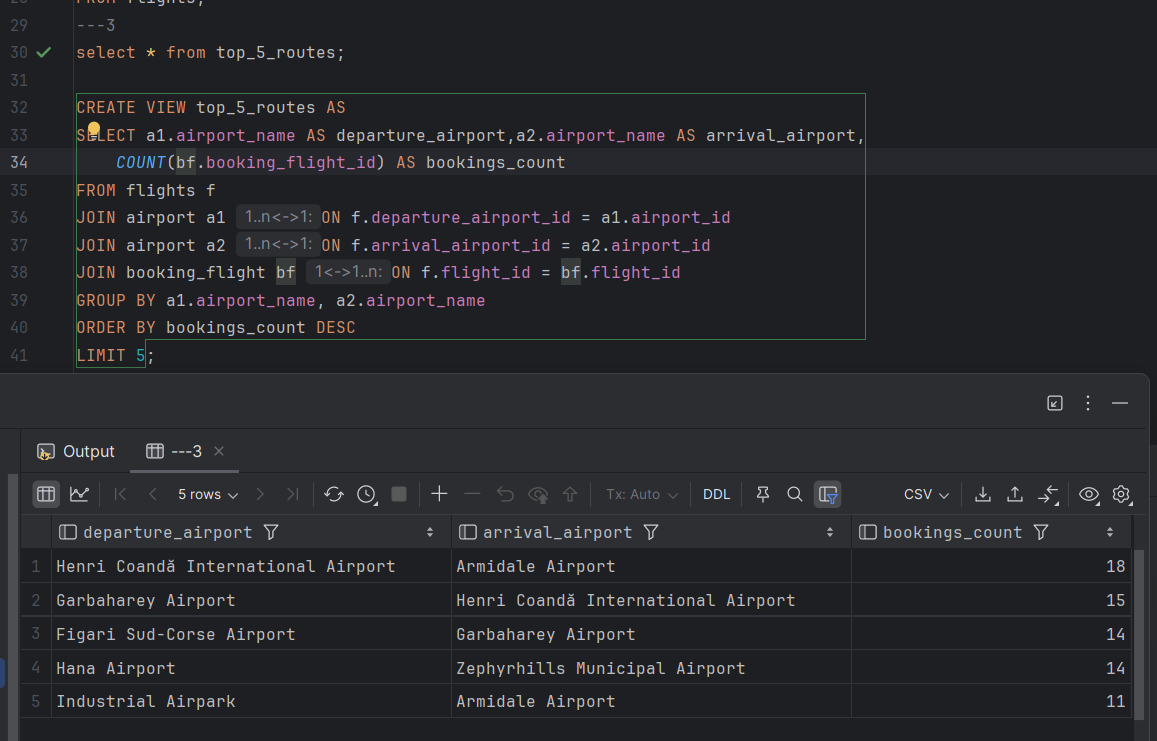 28 FROM flights;
29 ---3
30 select * from top_5_routes;
31
32 CREATE VIEW top_5_routes AS
33 SELECT a1.airport_name AS departure_airport,a2.airport_name AS arrival_airport,
34 COUNT(bf.booking_flight_id) AS bookings_count
35 FROM flights f
36 JOIN airport a1 1..n<->1: ON f.departure_airport_id = a1.airport_id
37 JOIN airport a2 1..n<->1: ON f.arrival_airport_id = a2.airport_id
38 JOIN booking_flight bf 1<->1..n: ON f.flight_id = bf.flight_id
39 GROUP BY a1.airport_name, a2.airport_name
40 ORDER BY bookings_count DESC
41 LIMIT 5;
Output ---3
5 rows Tx: Auto DDL CSV
departure_airport arrival_airport bookings_count
1 Henri Coandă International Airport Armidale Airport 18
2 Garbaharey Airport Henri Coandă International Airport 15
3 Figari Sud-Corse Airport Garbaharey Airport 14
4 Hana Airport Zephyrhills Municipal Airport 14
5 Industrial Airpark Armidale Airport 11